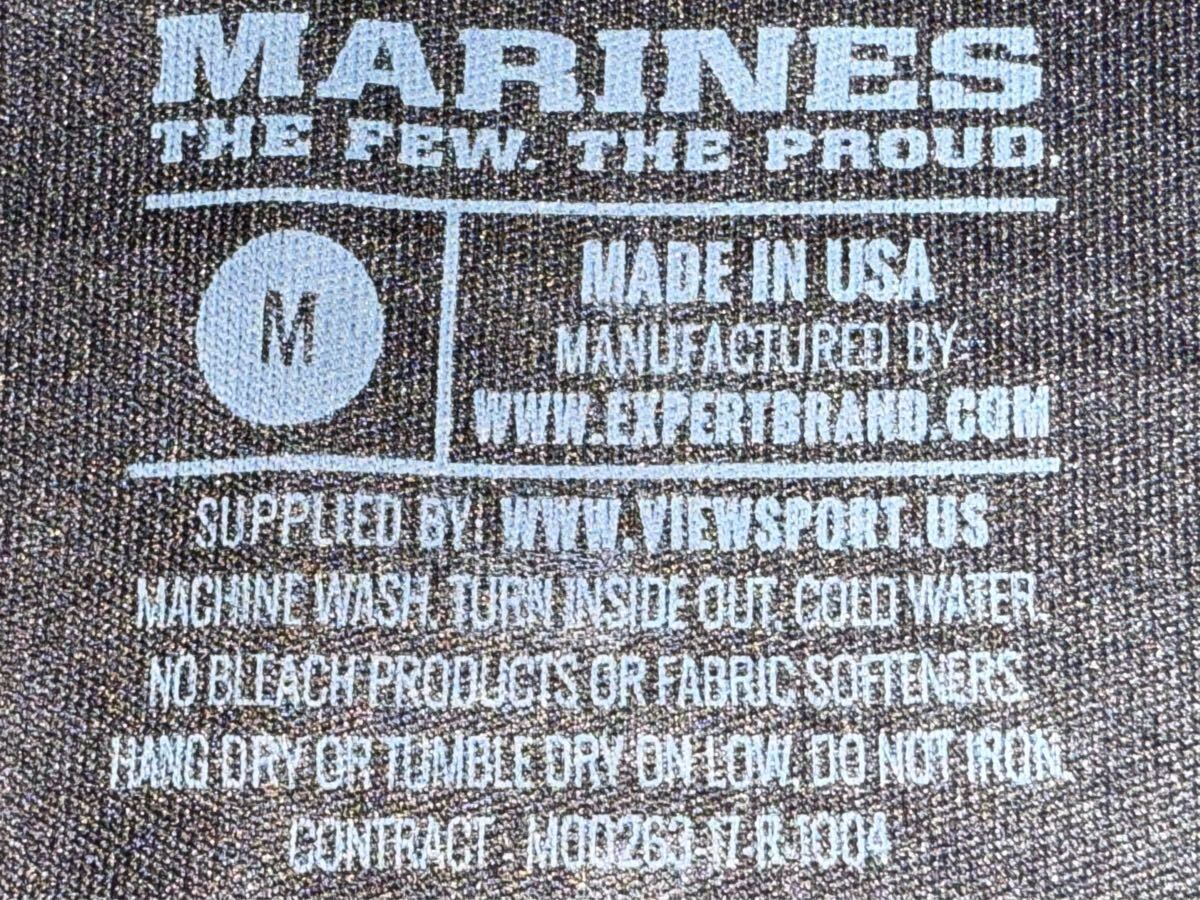 MARINES
THE FEW. THE PROUD.
M
MADE IN USA
MANUFACTURED BY:
WWW.EXPERTBRAND.COM
SUPPLIED BY: WWW.VIEWSPORT.US
MACHINE WASH. TURN INSIDE OUT. COLD WATER.
NO BLEACH PRODUCTS OR FABRIC SOFTENERS.
HANG DRY OR TUMBLE DRY ON LOW. DO NOT IRON.
CONTRACT - M00263-17-R-1004